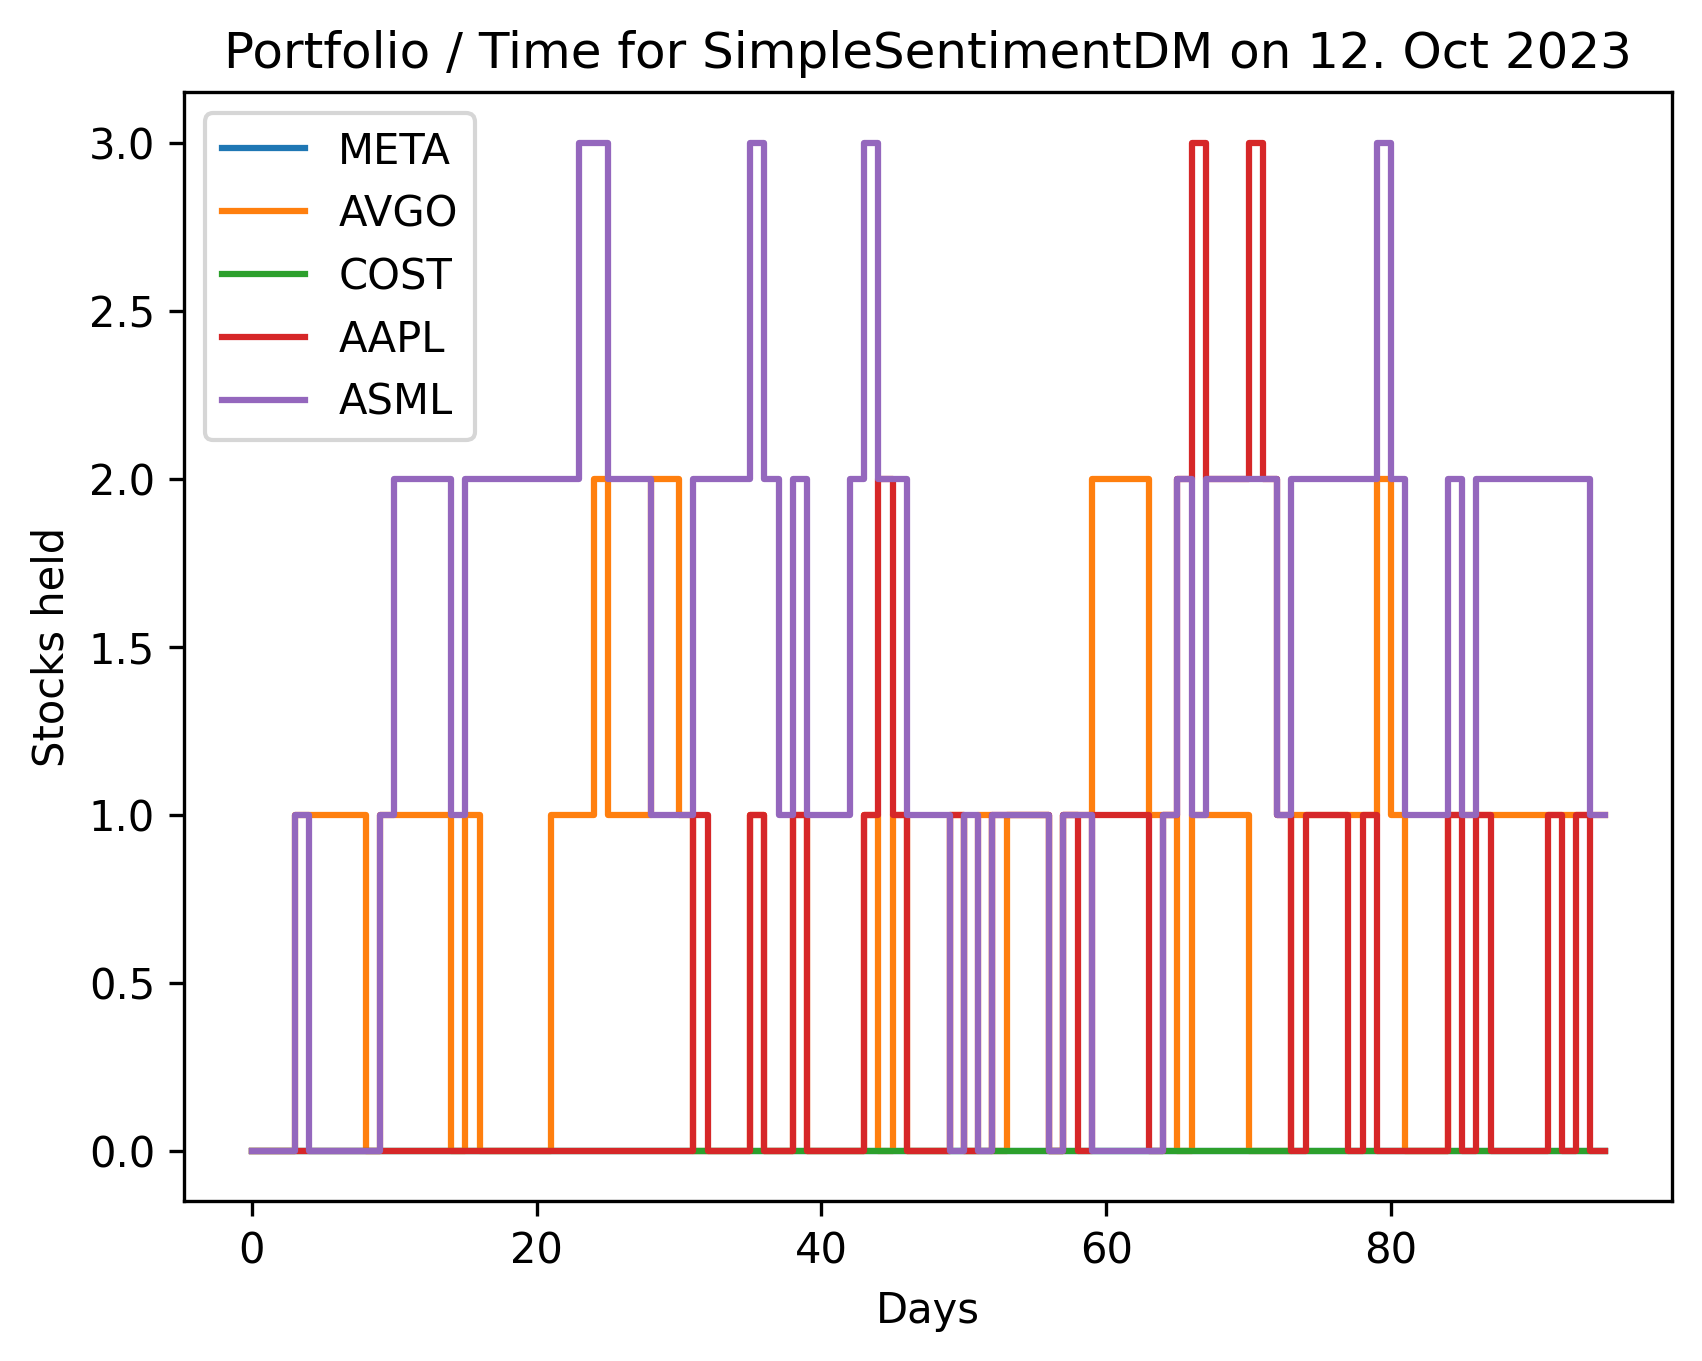 Portfolio / Time for SimpleSentimentDM on 12. Oct 2023
META
AVGO
COST
AAPL
ASML
Stocks held
3.0
2.5
2.0
1.5
1.0
0.5
0.0
0 20 40 60 80
Days